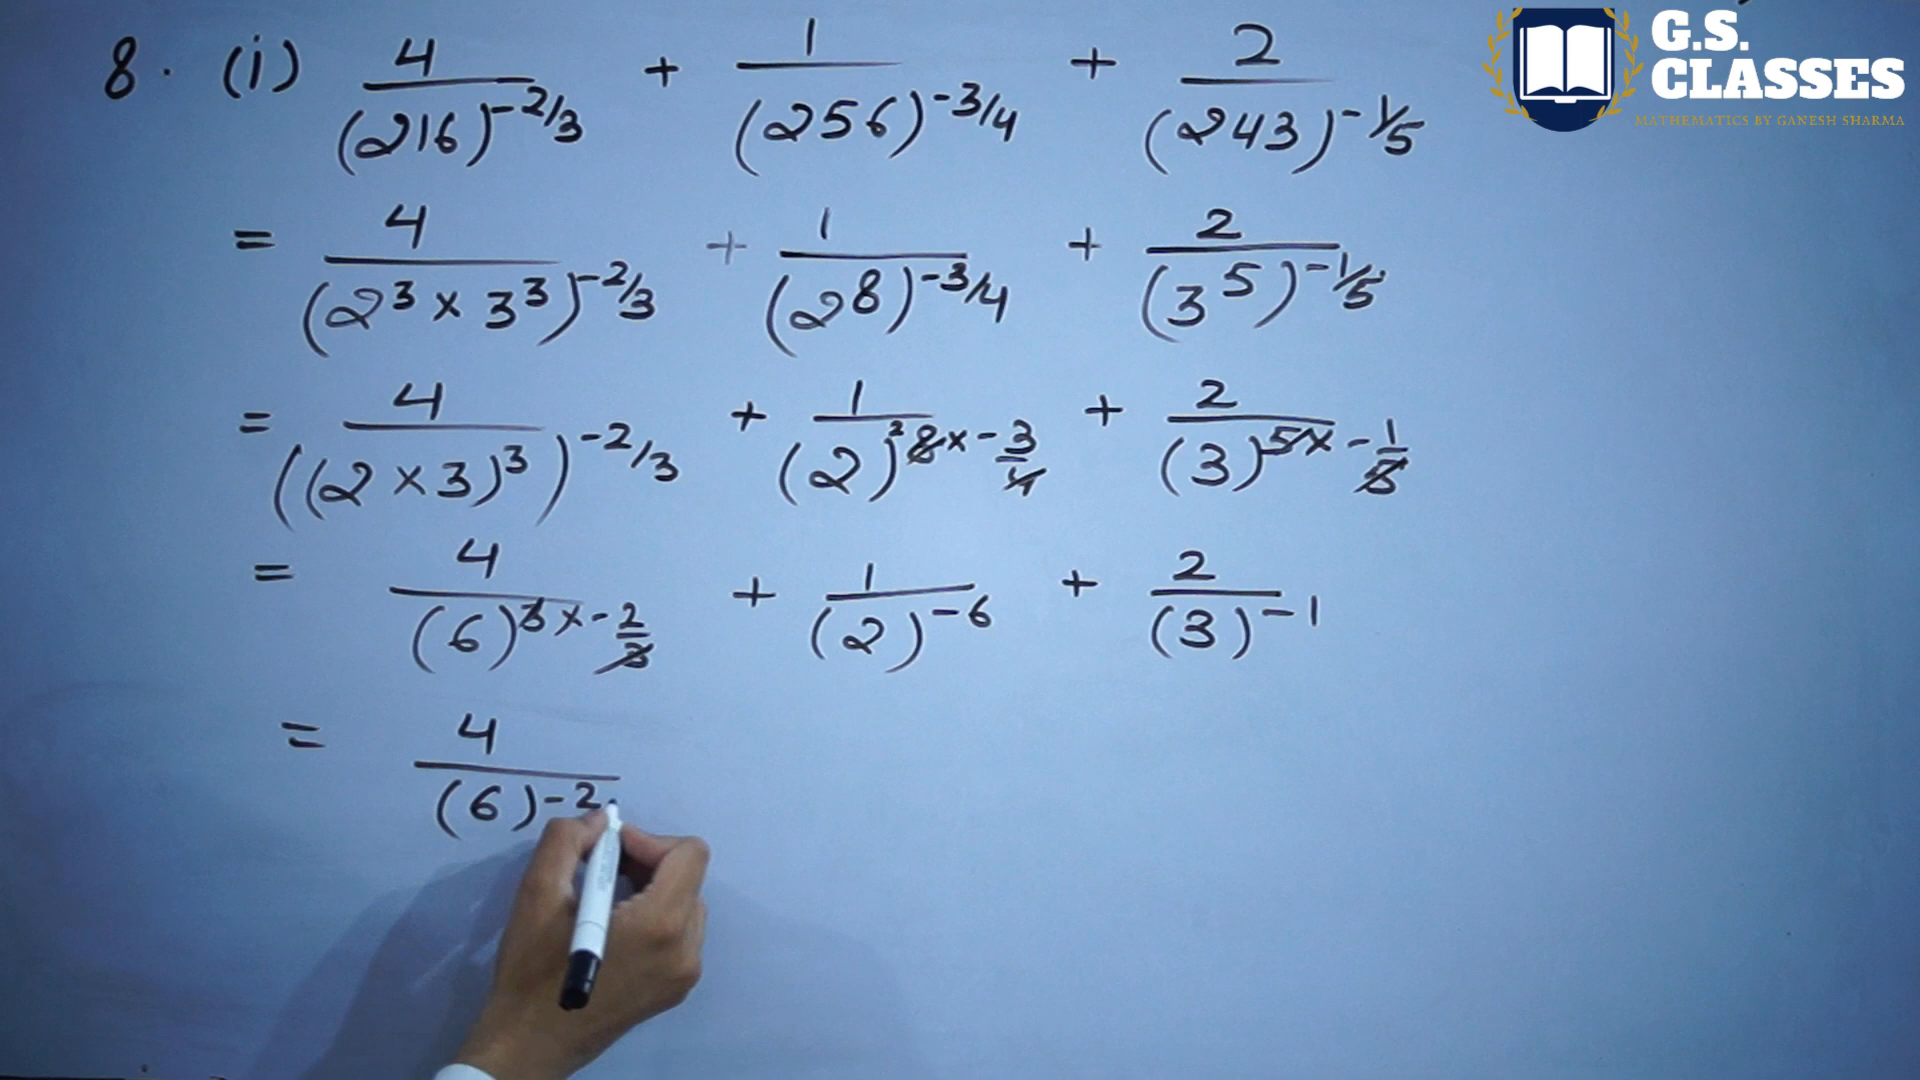 G.S.
CLASSES
MATHEMATICS BY GANESH SHARMA
8. (i) 4/(216)^-2/3 + 1/(256)^-3/4 + 2/(243)^-1/5
= 4/(2^3 × 3^3)^-2/3 + 1/(2^8)^-3/4 + 2/(3^5)^-1/5
= 4/((2×3)^3)^-2/3 + 1/(2)^2 8×-3/4 + 2/(3)^5×-1/5
= 4/(6)^3×-2/3 + 1/(2)^-6 + 2/(3)^-1
= 4/(6)^-2